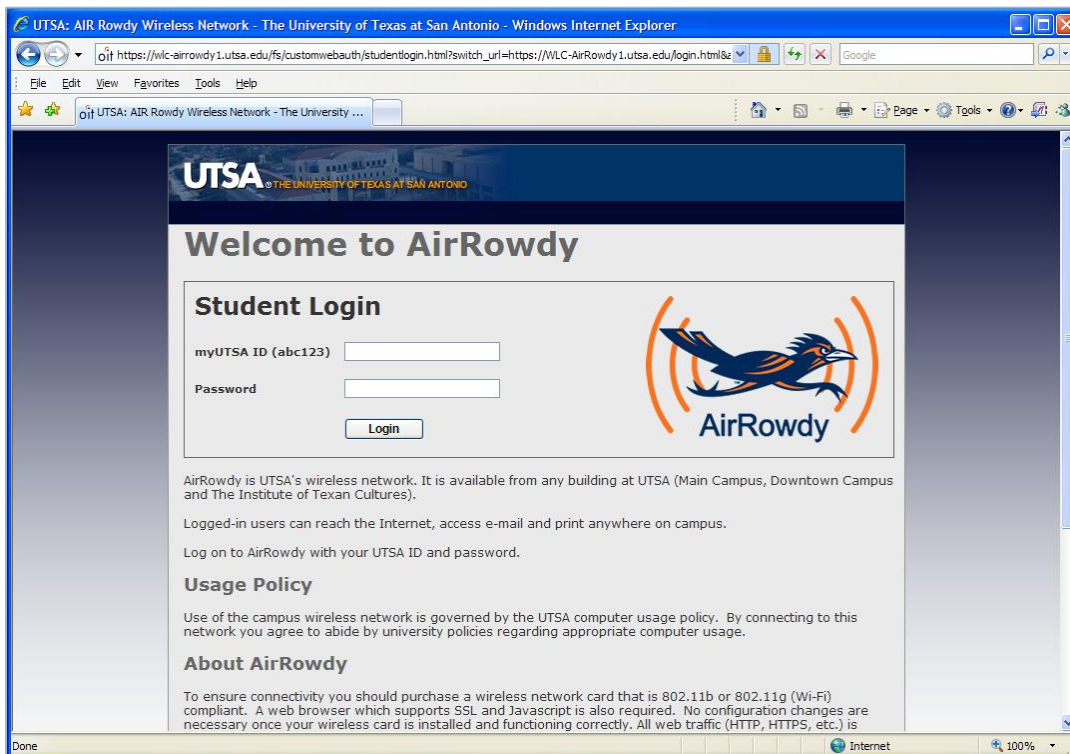 UTSA: AIR Rowdy Wireless Network - The University of Texas at San Antonio - Windows Internet Explorer
oit https://wlc-airrowdy1.utsa.edu/fs/customwebauth/studentlogin.html?switch_url=https://WLC-AirRowdy1.utsa.edu/login.html&a
Google
File Edit View Favorites Tools Help
oit UTSA: AIR Rowdy Wireless Network - The University ...
Page Tools
UTSA THE UNIVERSITY OF TEXAS AT SAN ANTONIO
Welcome to AirRowdy
Student Login
myUTSA ID (abc123)
Password
Login
AirRowdy
AirRowdy is UTSA's wireless network. It is available from any building at UTSA (Main Campus, Downtown Campus
and The Institute of Texan Cultures).
Logged-in users can reach the Internet, access e-mail and print anywhere on campus.
Log on to AirRowdy with your UTSA ID and password.
Usage Policy
Use of the campus wireless network is governed by the UTSA computer usage policy. By connecting to this
network you agree to abide by university policies regarding appropriate computer usage.
About AirRowdy
To ensure connectivity you should purchase a wireless network card that is 802.11b or 802.11g (Wi-Fi)
compliant. A web browser which supports SSL and Javascript is also required. No configuration changes are
necessary once your wireless card is installed and functioning correctly. All web traffic (HTTP, HTTPS, etc.) is
Done Internet 100%